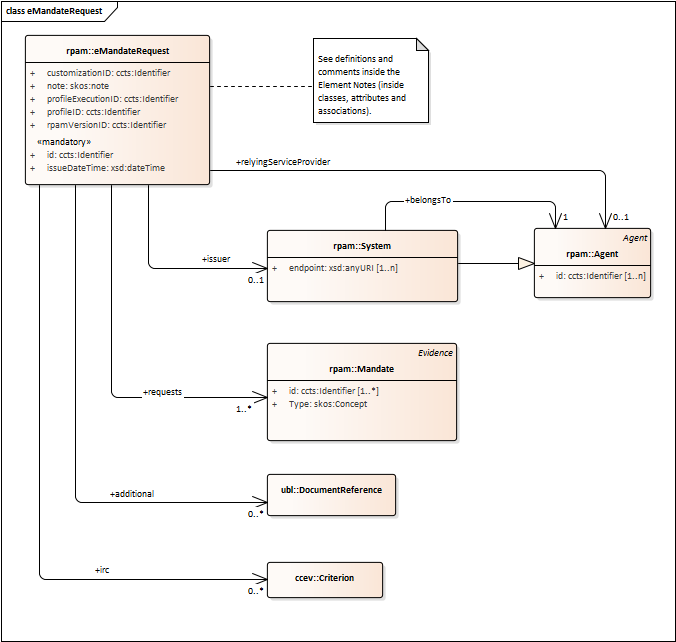 class eMandateRequest
rpam::eMandateRequest
+ customizationID: ccts:Identifier
+ note: skos:note
+ profileExecutionID: ccts:Identifier
+ profileID: ccts:Identifier
+ rpamVersionID: ccts:Identifier
«mandatory»
+ id: ccts:Identifier
+ issueDateTime: xsd:dateTime
See definitions and
comments inside the
Element Notes (inside
classes, attributes and
associations).
+relyingServiceProvider
+belongsTo
1
0..1
+issuer
0..1
rpam::System
+ endpoint: xsd:anyURI [1..n]
Agent
rpam::Agent
+ id: ccts:Identifier [1..n]
Evidence
rpam::Mandate
+ id: ccts:Identifier [1..*]
+ Type: skos:Concept
+requests
1..*
ubl::DocumentReference
+additional
0..*
ccev::Criterion
+irc
0..*